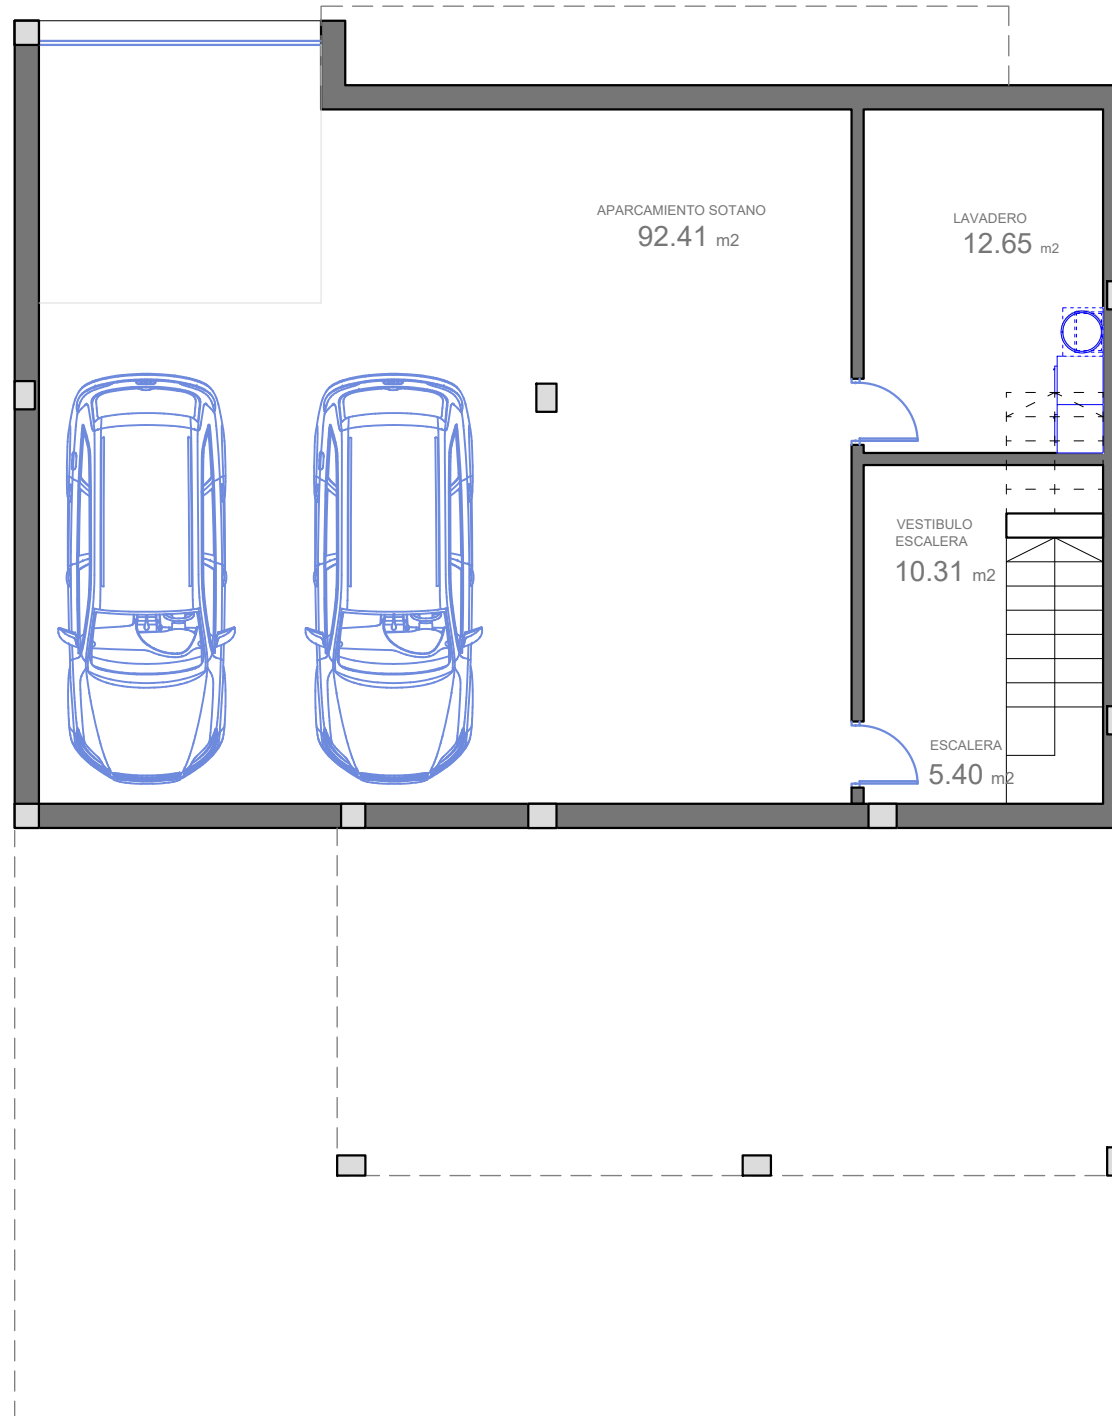 APARCAMIENTO SOTANO
92.41 m2
LAVADERO
12.65 m2
VESTIBULO
ESCALERA
10.31 m2
ESCALERA
5.40 m2